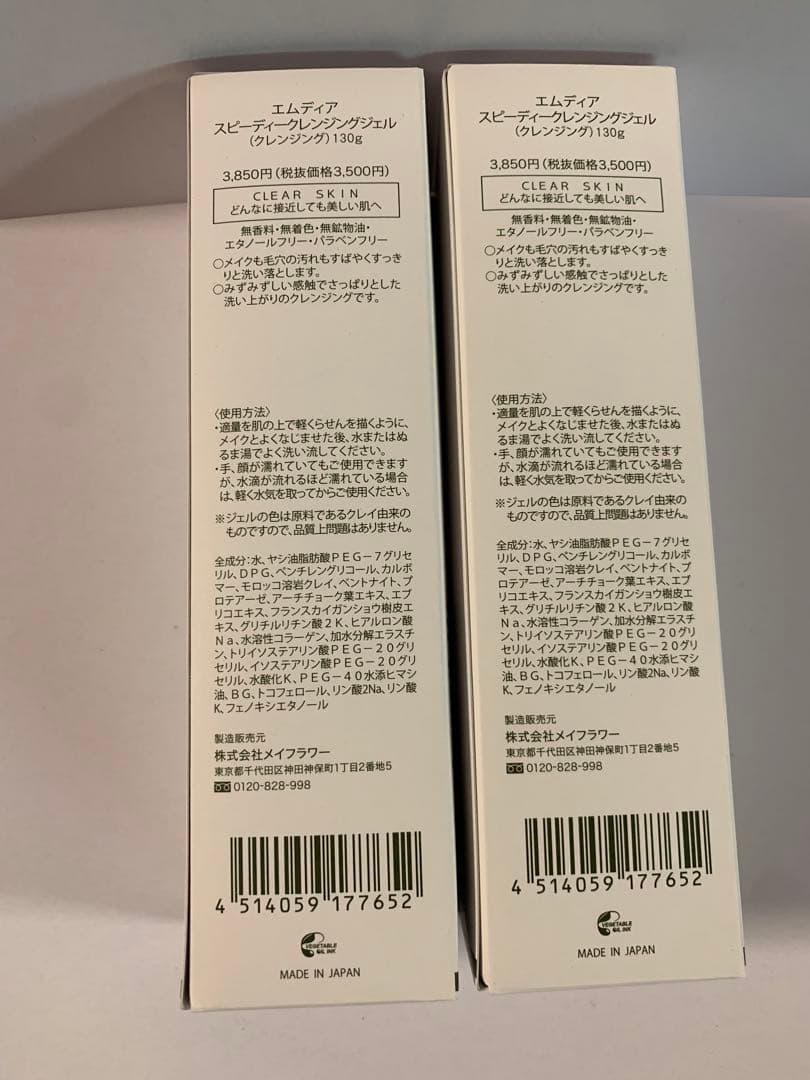 エムディア
スピーディークレンジングジェル
(クレンジング)130g
3,850円(税抜価格3,500円)
CLEAR SKIN
どんなに接近しても美しい肌へ
無香料・無着色・無鉱物油・
エタノールフリー・パラベンフリー
○メイクも毛穴の汚れもすばやくすっき
りと洗い落とします。
○みずみずしい感触でさっぱりとした
洗い上がりのクレンジングです。
〈使用方法〉
・適量を肌の上で軽くらせんを描くように、
メイクとよくなじませた後、水またはぬ
るま湯でよく洗い流してください。
・手、顔が濡れていてもご使用できます
が、水滴が流れるほど濡れている場合
は、軽く水気を取ってからご使用ください。
※ジェルの色は原料であるクレイ由来の
ものですので、品質上問題はありません。
全成分:水、ヤシ油脂肪酸PEG-7グリセ
リル、DPG、ペンチレングリコール、カルボ
マー、モロッコ溶岩クレイ、ベントナイト、プ
ロテアーゼ、アーチチョーク葉エキス、エブ
リコエキス、フランスカイガンショウ樹皮エ
キス、グリチルリチン酸2K、ヒアルロン酸
Na、水溶性コラーゲン、加水分解エラスチ
ン、トリイソステアリン酸PEG-20グリ
セリル、イソステアリン酸PEG-20グリ
セリル、水酸化K、PEG-40水添ヒマシ
油、BG、トコフェロール、リン酸2Na、リン酸
K、フェノキシエタノール
製造販売元
株式会社メイフラワー
東京都千代田区神田神保町1丁目2番地5
0120-828-998
4 514059 177652
VEGETABLE
OIL INK
MADE IN JAPAN
エムディア
スピーディークレンジングジェル
(クレンジング)130g
3,850円(税抜価格3,500円)
CLEAR SKIN
どんなに接近しても美しい肌へ
無香料・無着色・無鉱物油・
エタノールフリー・パラベンフリー
○メイクも毛穴の汚れもすばやくすっき
りと洗い落とします。
○みずみずしい感触でさっぱりとした
洗い上がりのクレンジングです。
〈使用方法〉
・適量を肌の上で軽くらせんを描くように、
メイクとよくなじませた後、水またはぬ
るま湯でよく洗い流してください。
・手、顔が濡れていてもご使用できます
が、水滴が流れるほど濡れている場合
は、軽く水気を取ってからご使用ください。
※ジェルの色は原料であるクレイ由来の
ものですので、品質上問題はありません。
全成分:水、ヤシ油脂肪酸PEG-7グリセ
リル、DPG、ペンチレングリコール、カルボ
マー、モロッコ溶岩クレイ、ベントナイト、プ
ロテアーゼ、アーチチョーク葉エキス、エブ
リコエキス、フランスカイガンショウ樹皮エ
キス、グリチルリチン酸2K、ヒアルロン酸
Na、水溶性コラーゲン、加水分解エラスチ
ン、トリイソステアリン酸PEG-20グリ
セリル、イソステアリン酸PEG-20グリ
セリル、水酸化K、PEG-40水添ヒマシ
油、BG、トコフェロール、リン酸2Na、リン酸
K、フェノキシエタノール
製造販売元
株式会社メイフラワー
東京都千代田区神田神保町1丁目2番地5
0120-828-998
4 514059 177652
VEGETABLE
OIL INK
MADE IN JAPAN